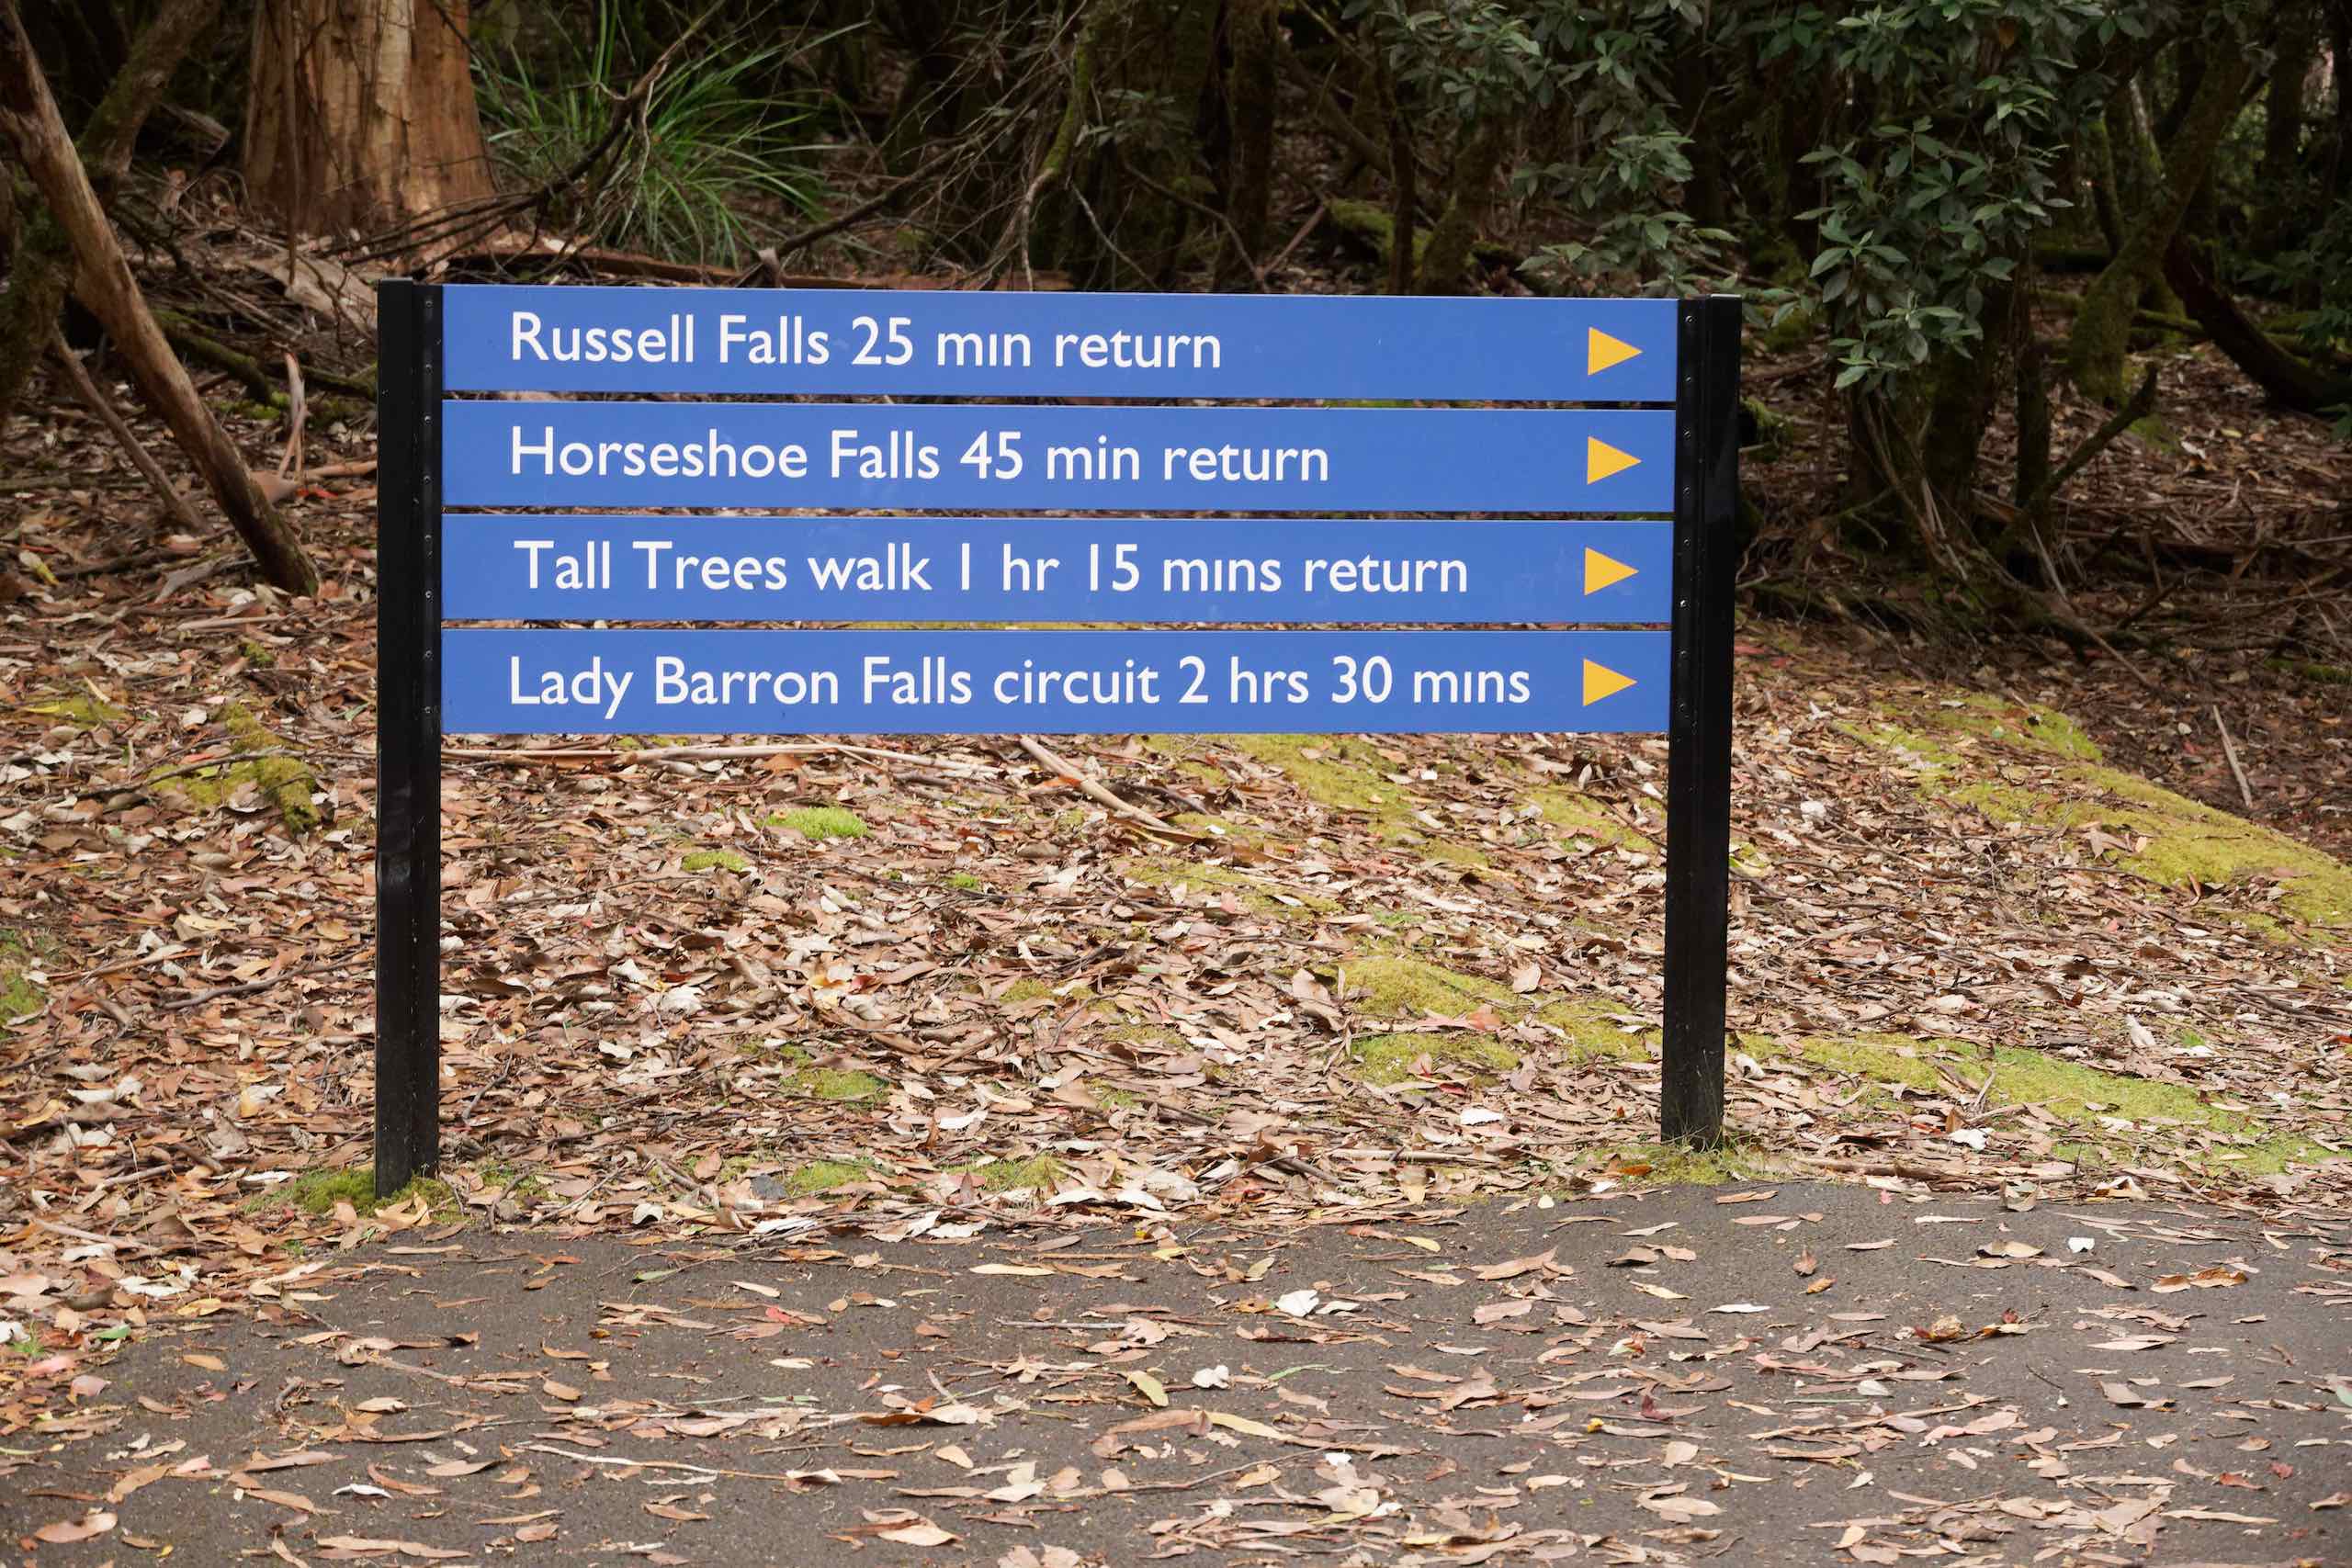 Russell Falls 25 min return
Horseshoe Falls 45 min return
Tall Trees walk 1 hr 15 mins return
Lady Barron Falls circuit 2 hrs 30 mins